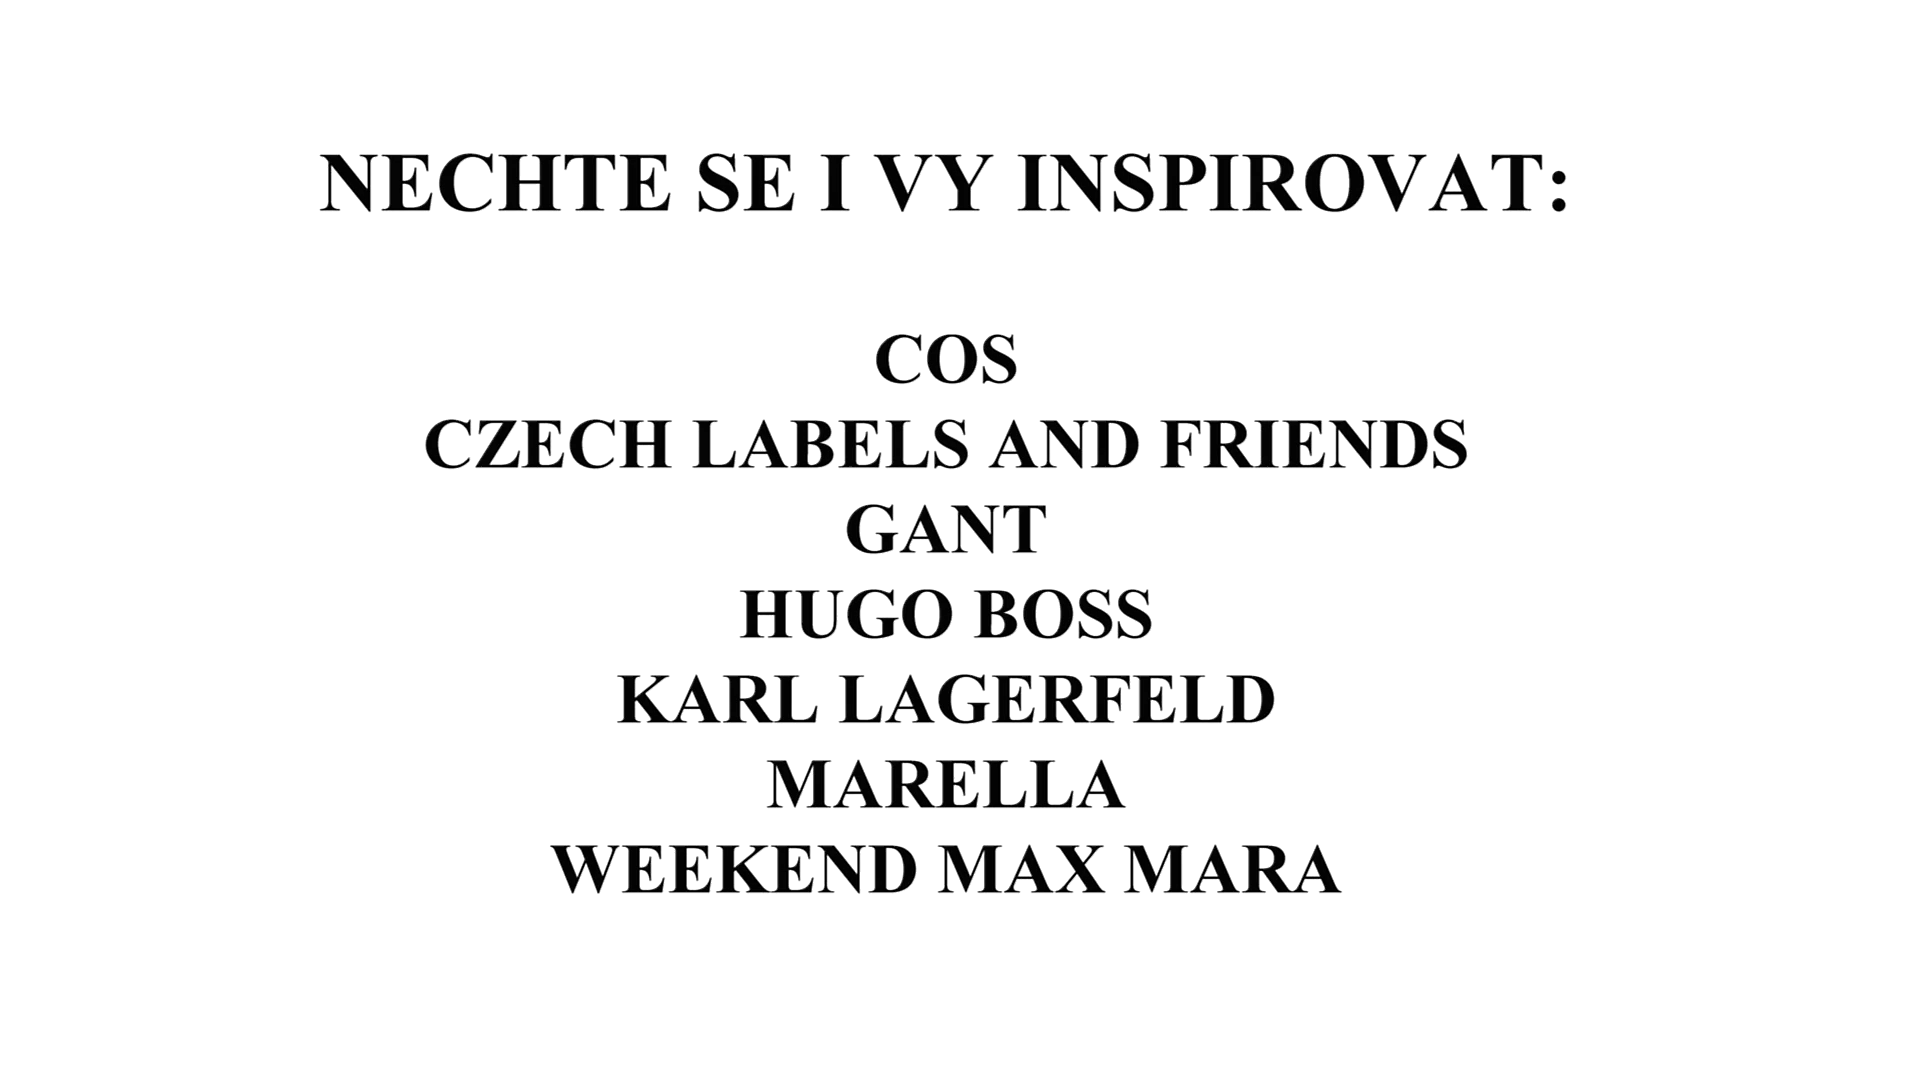 NECHTE SE I VY INSPIROVAT:
COS
CZECH LABELS AND FRIENDS
GANT
HUGO BOSS
KARL LAGERFELD
MARELLA
WEEKEND MAX MARA